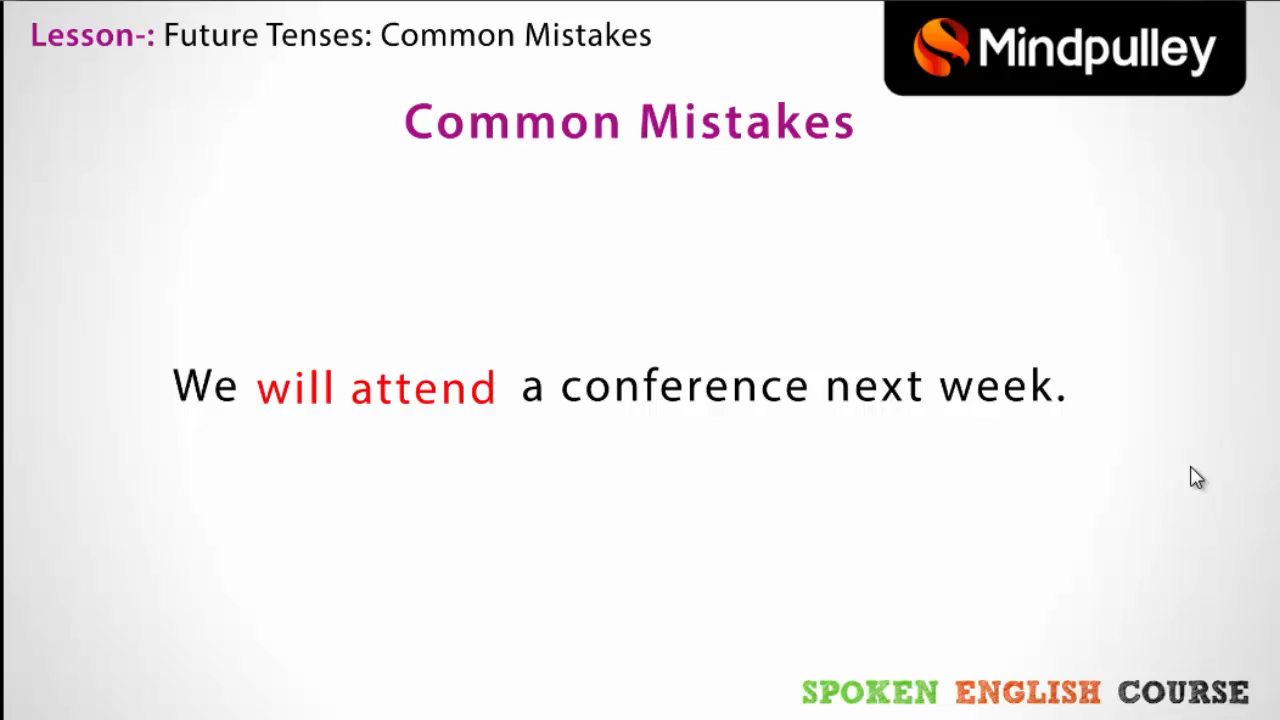 Lesson-: Future Tenses: Common Mistakes
Mindpulley
Common Mistakes
We will attend a conference next week.
SPOKEN ENGLISH COURSE